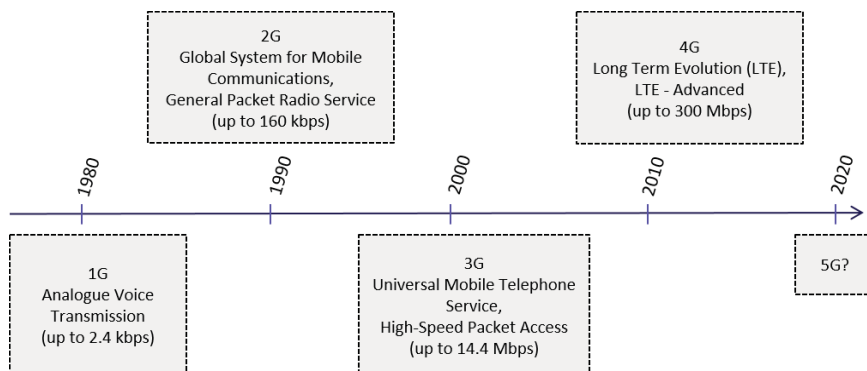 2G
Global System for Mobile
Communications,
General Packet Radio Service
(up to 160 kbps)
4G
Long Term Evolution (LTE),
LTE - Advanced
(up to 300 Mbps)
1980
1990
2000
2010
2020
1G
Analogue Voice
Transmission
(up to 2.4 kbps)
3G
Universal Mobile Telephone
Service,
High-Speed Packet Access
(up to 14.4 Mbps)
5G?